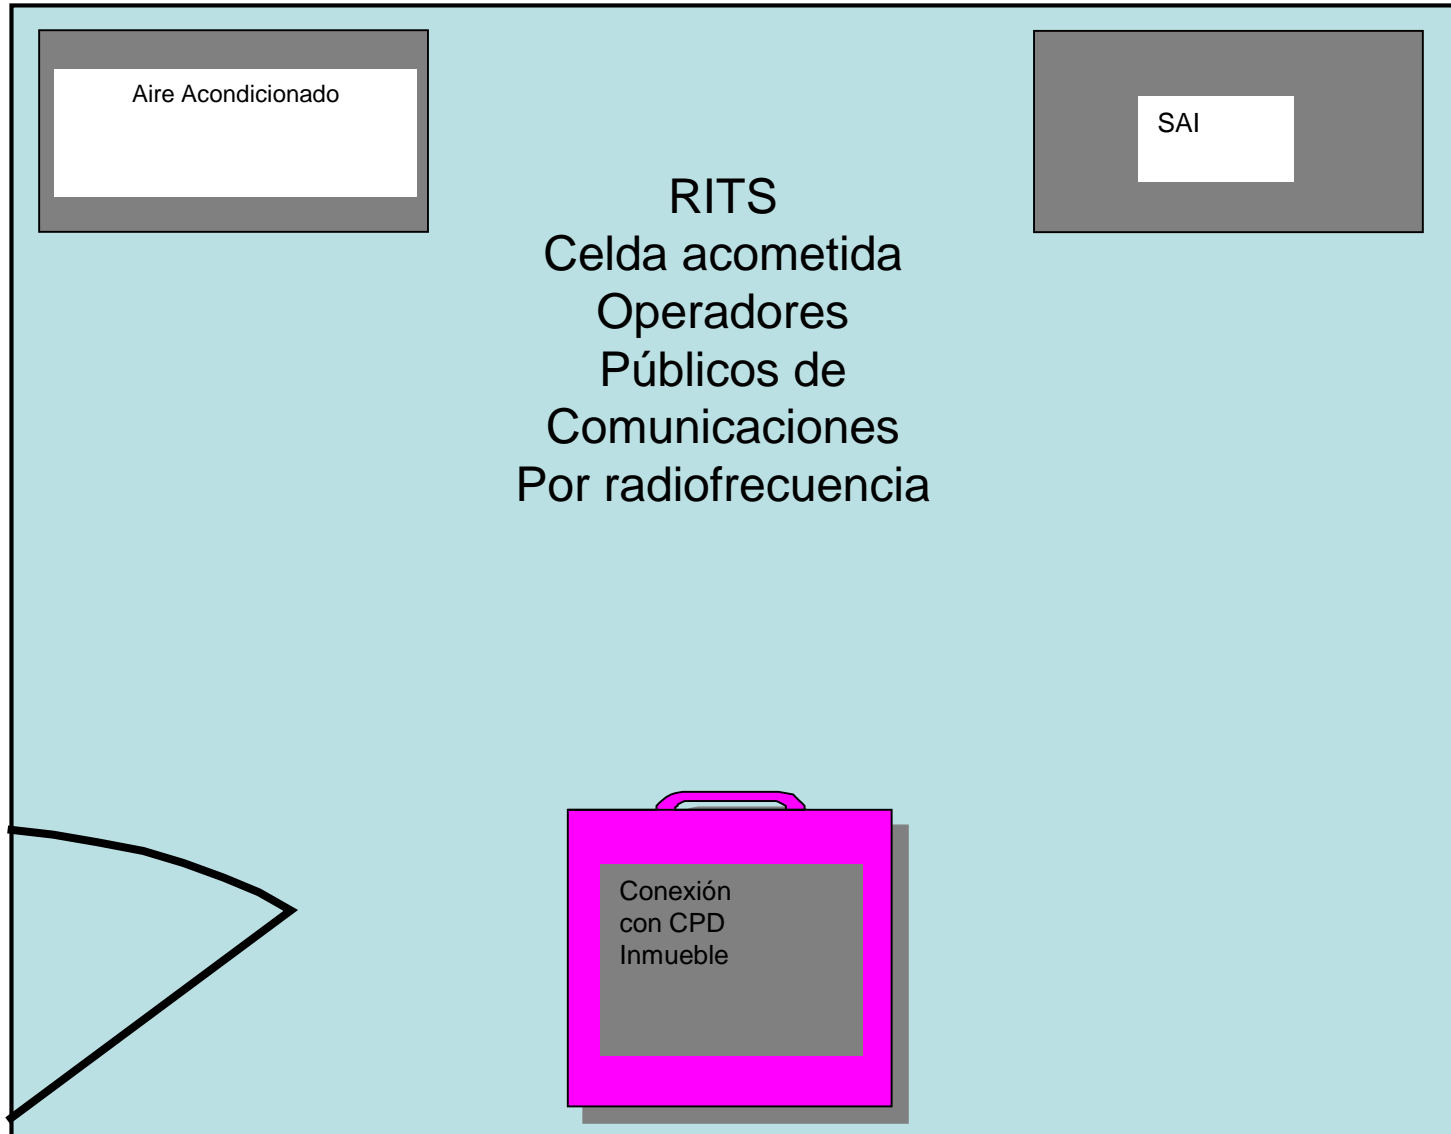 Aire Acondicionado
SAI
RITS
Celda acometida
Operadores
Públicos de
Comunicaciones
Por radiofrecuencia
Conexión
con CPD
Inmueble